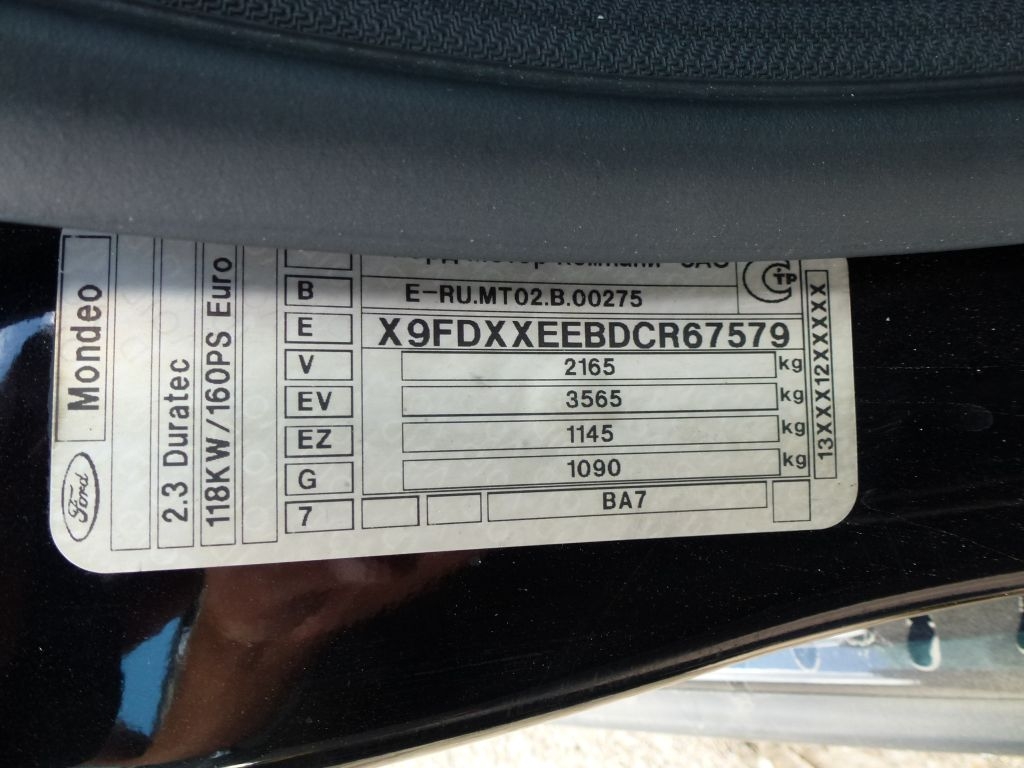 Mondeo
Ford
2.3 Duratec
118KW/160PS Euro
B
E-RU.MT02.B.00275
E
X9FDXXEEBDCR67579
V
2165 kg
EV
3565 kg
EZ
1145 kg
G
1090 kg
7
BA7
13XXX12XXXXXX